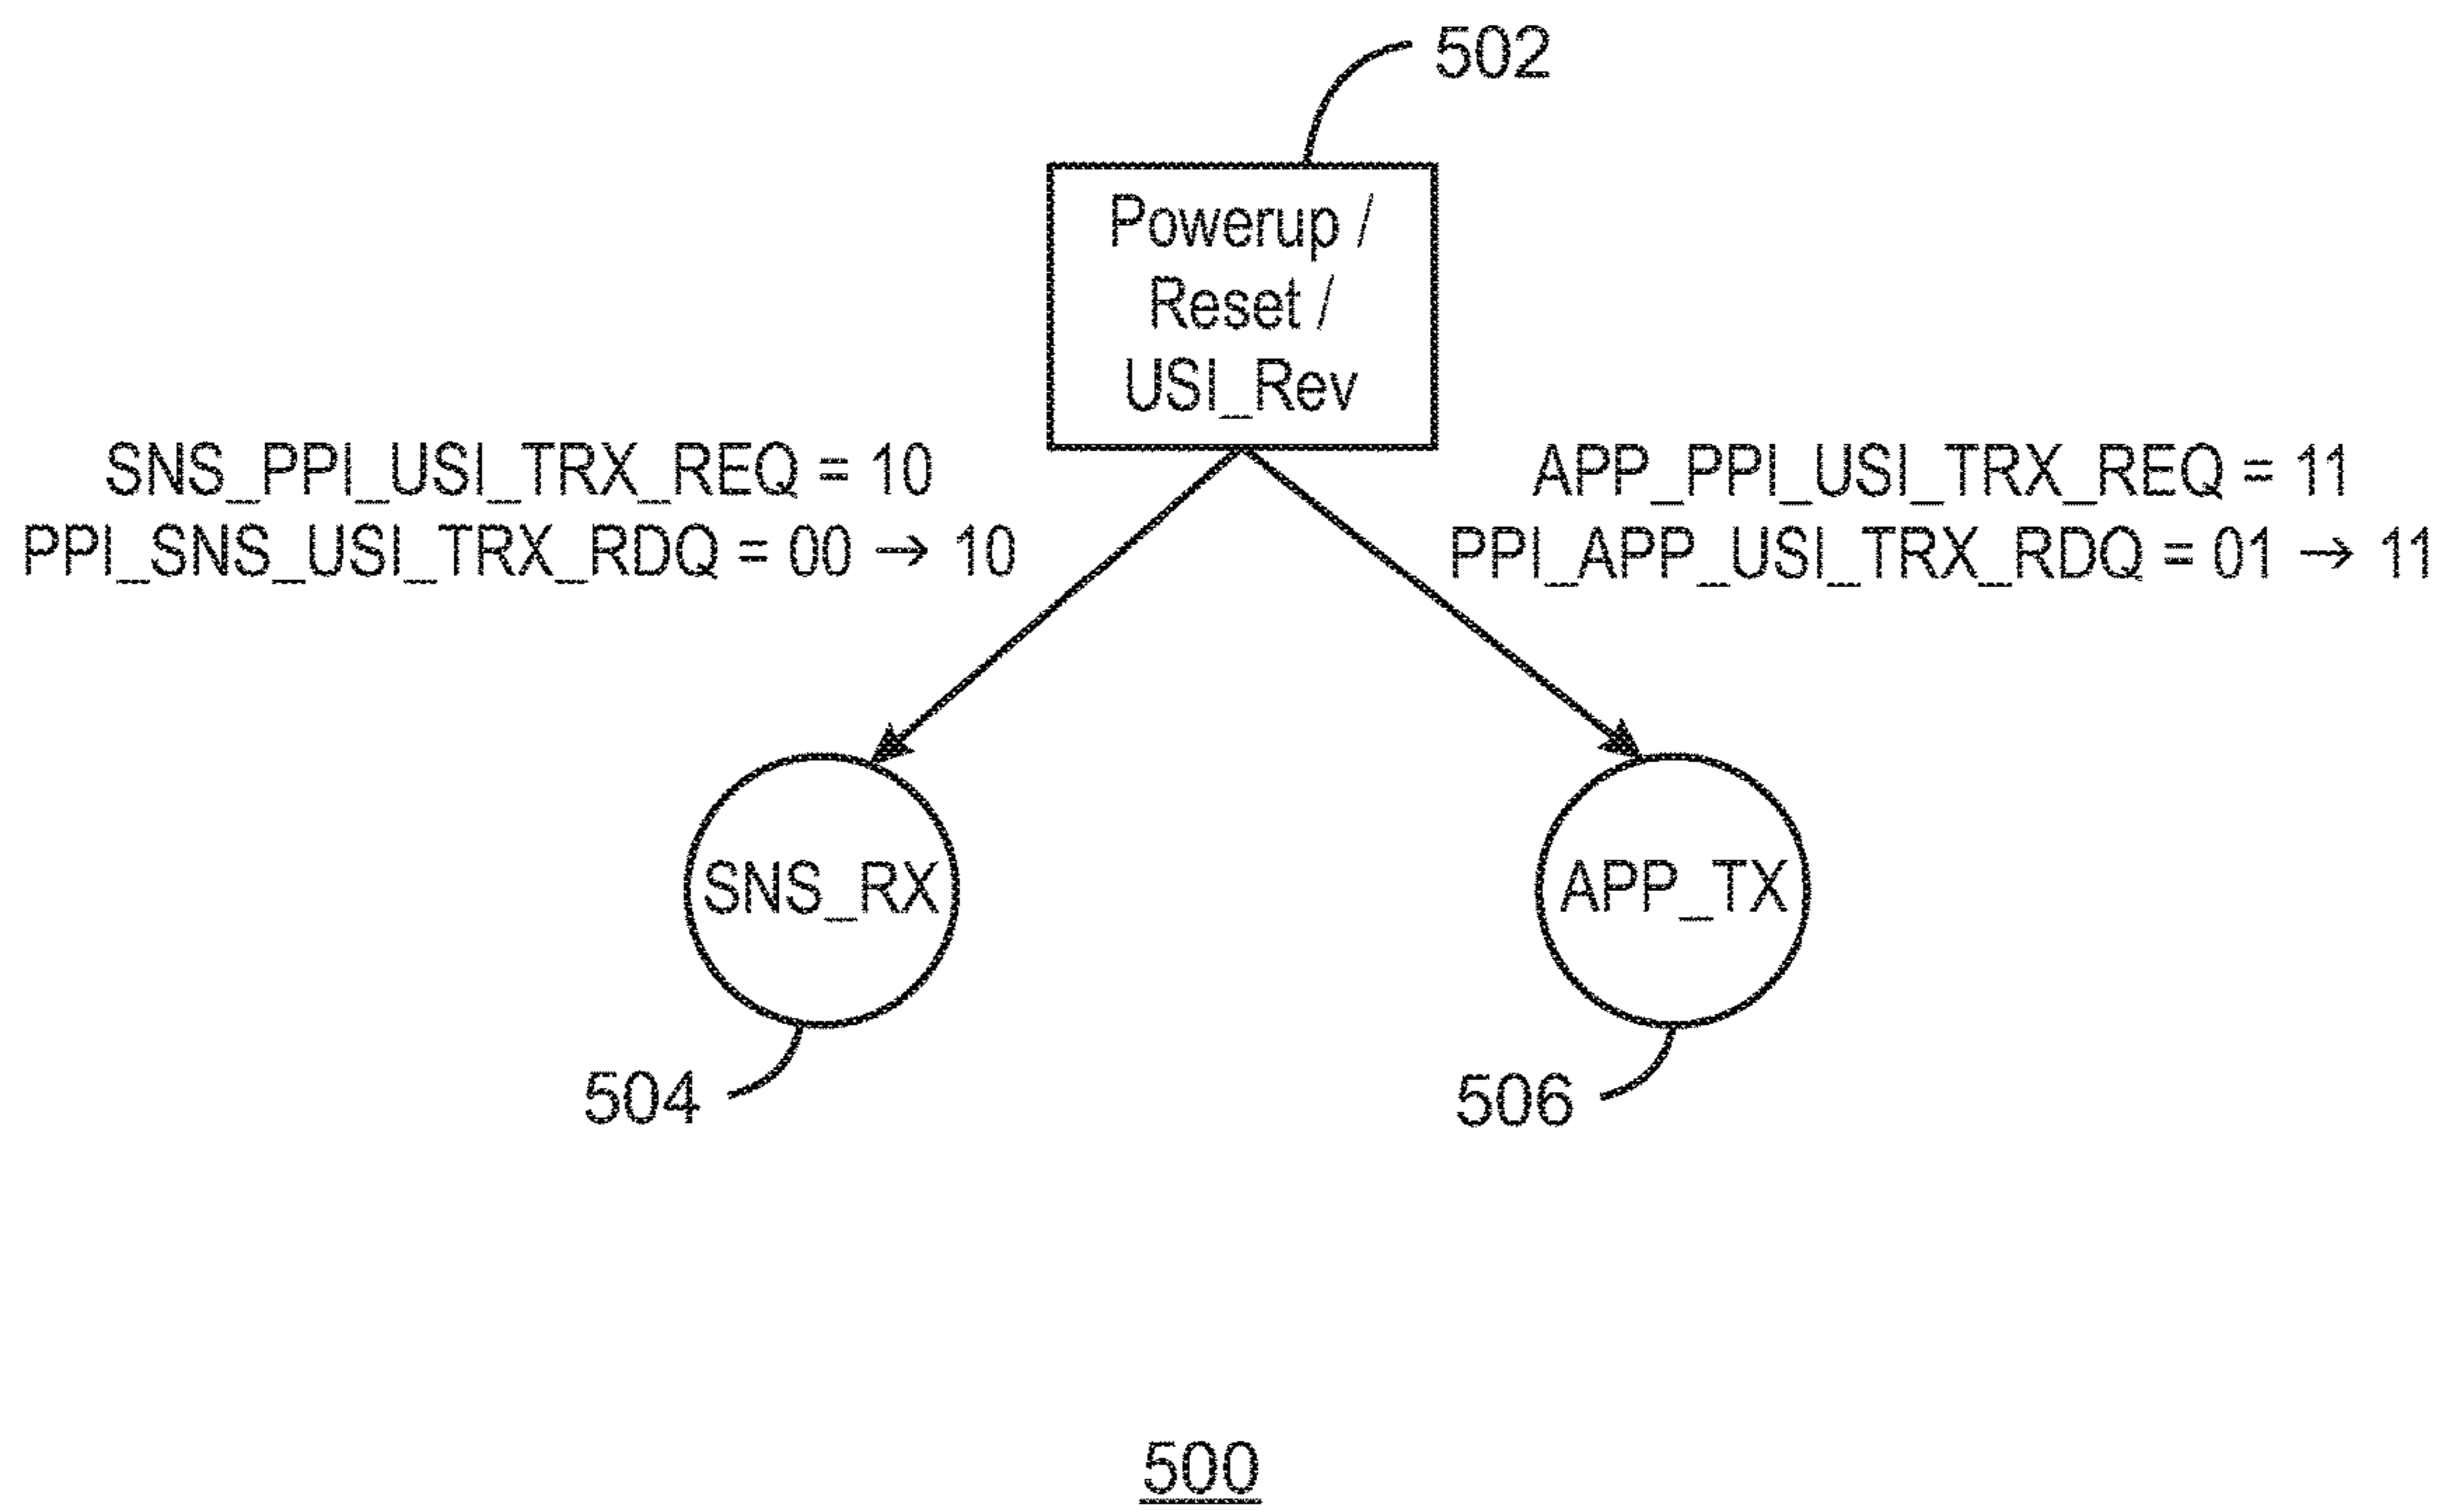 502
Powerup /
Reset /
USI_Rev
SNS_PPI_USI_TRX_REQ = 10
PPI_SNS_USI_TRX_RDQ = 00 → 10
APP_PPI_USI_TRX_REQ = 11
PPI_APP_USI_TRX_RDQ = 01 → 11
SNS_RX
APP_TX
504
506
500